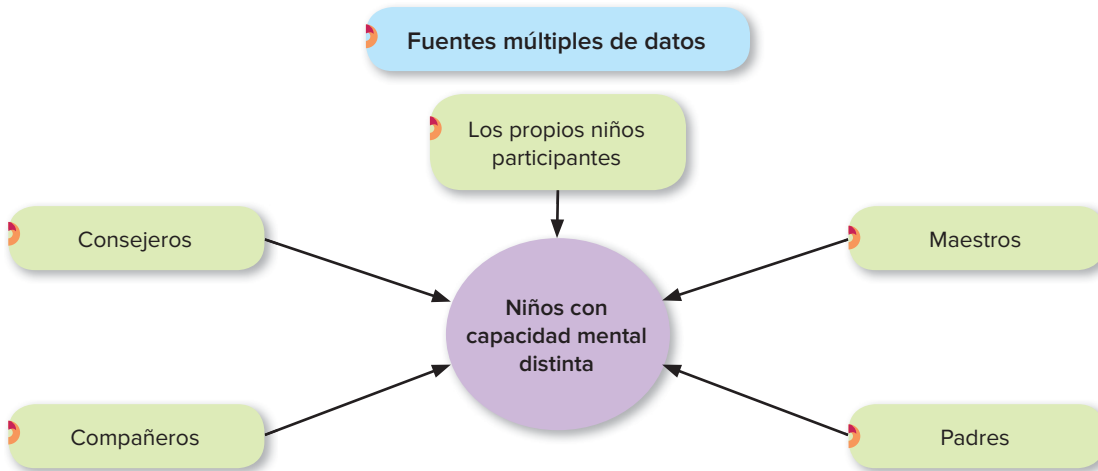 Fuentes múltiples de datos
Los propios niños
participantes
Consejeros
Maestros
Niños con
capacidad mental
distinta
Compañeros
Padres